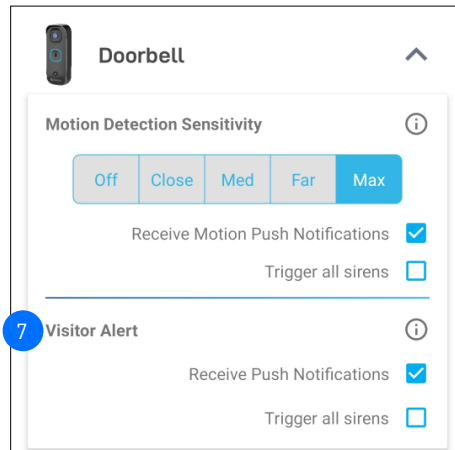 Doorbell
Motion Detection Sensitivity
Off Close Med Far Max
Receive Motion Push Notifications
Trigger all sirens
7 Visitor Alert
Receive Push Notifications
Trigger all sirens